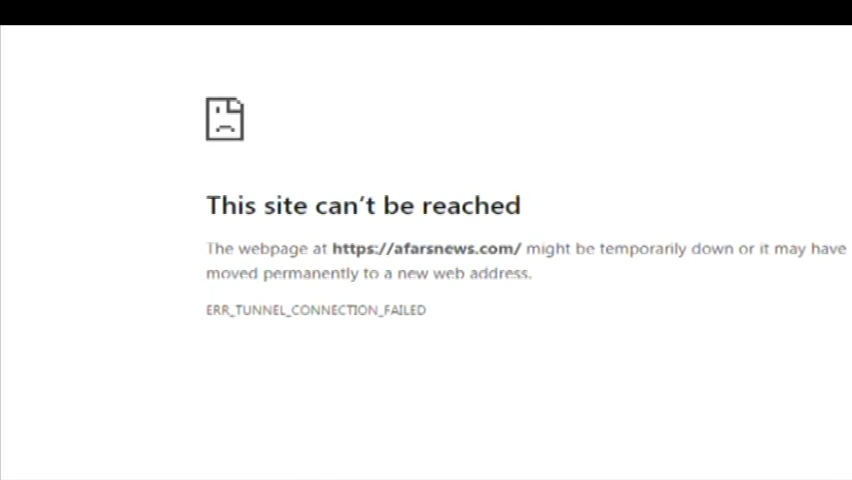 This site can't be reached
The webpage at https://afarsnews.com/ might be temporarily down or it may have
moved permanently to a new web address.
ERR_TUNNEL_CONNECTION_FAILED